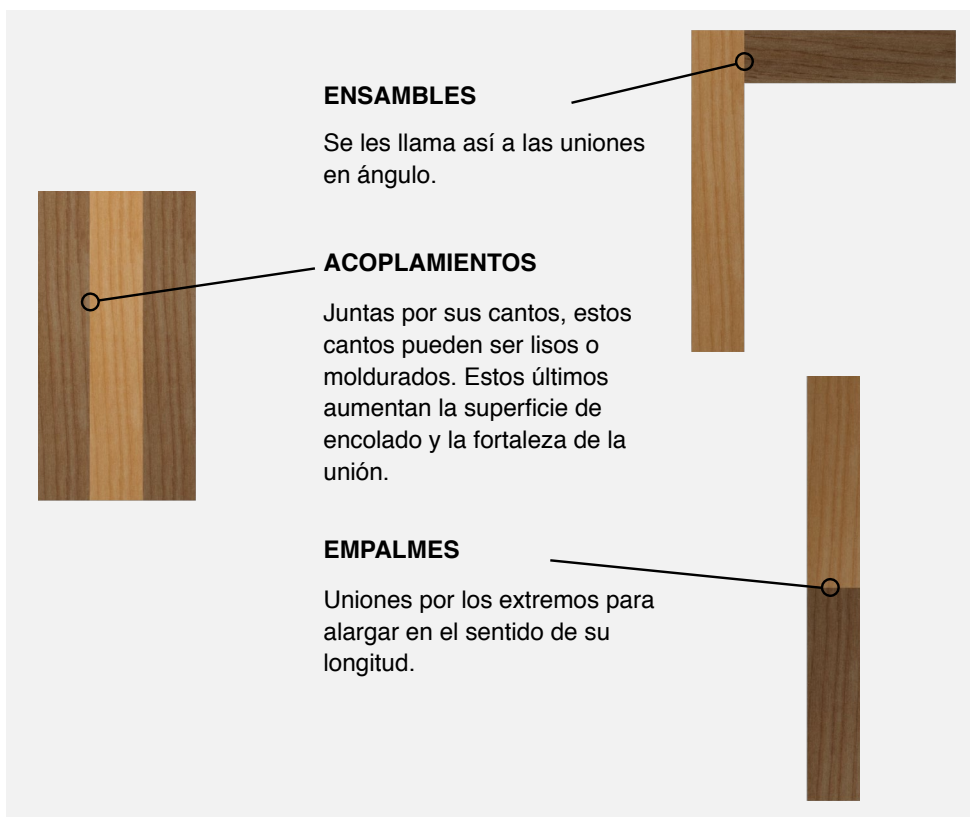 ENSAMBLES
Se les llama así a las uniones
en ángulo.
ACOPLAMIENTOS
Juntas por sus cantos, estos
cantos pueden ser lisos o
moldurados. Estos últimos
aumentan la superficie de
encolado y la fortaleza de la
unión.
EMPALMES
Uniones por los extremos para
alargar en el sentido de su
longitud.